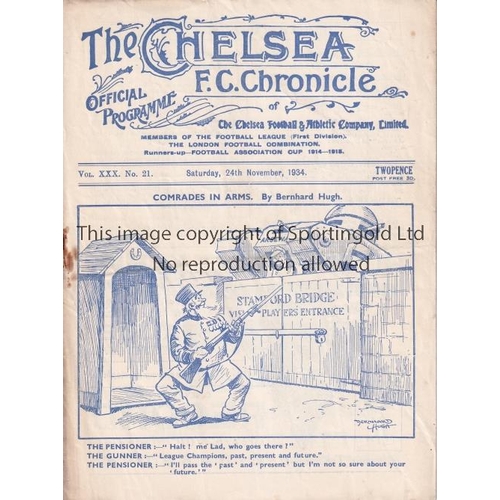 The CHELSEA
F.C. Chronicle
OFFICIAL
PROGRAMME
of
The Chelsea Football & Athletic Company, Limited.
MEMBERS OF THE FOOTBALL LEAGUE (First Division).
THE LONDON FOOTBALL COMBINATION.
Runners-up—FOOTBALL ASSOCIATION CUP 1914—1915.
VOL. XXX. No. 21.
Saturday, 24th November, 1934.
TWOPENCE
POST FREE 3D.
COMRADES IN ARMS. By Bernhard Hugh.
This image copyright of Sportingold Ltd
No reproduction allowed
STAMFORD BRIDGE
PLAYERS ENTRANCE
BERNHARD
HUGH
THE PENSIONER :—"Halt! me Lad, who goes there?"
THE GUNNER :—"League Champions, past, present and future."
THE PENSIONER :—"I'll pass the 'past' and 'present' but I'm not so sure about your
'future.'"